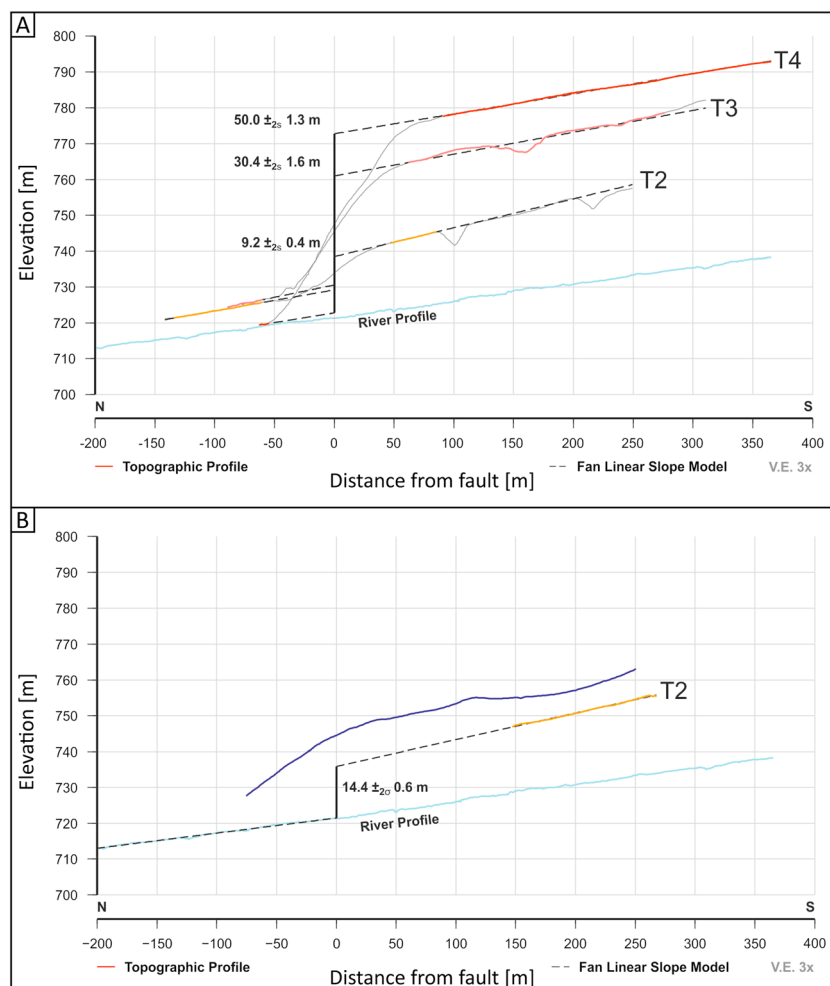 A
800
790
780
770
760
750
740
730
720
710
700
Elevation [m]
T4
T3
T2
50.0 ±2s 1.3 m
30.4 ±2s 1.6 m
9.2 ±2s 0.4 m
River Profile
N S
-200 -150 -100 -50 0 50 100 150 200 250 300 350 400
Topographic Profile Fan Linear Slope Model V.E. 3x
Distance from fault [m]
B
800
790
780
770
760
750
740
730
720
710
700
Elevation [m]
T2
14.4 ±2σ 0.6 m
River Profile
N S
−200 −150 −100 −50 0 50 100 150 200 250 300 350 400
Topographic Profile Fan Linear Slope Model V.E. 3x
Distance from fault [m]